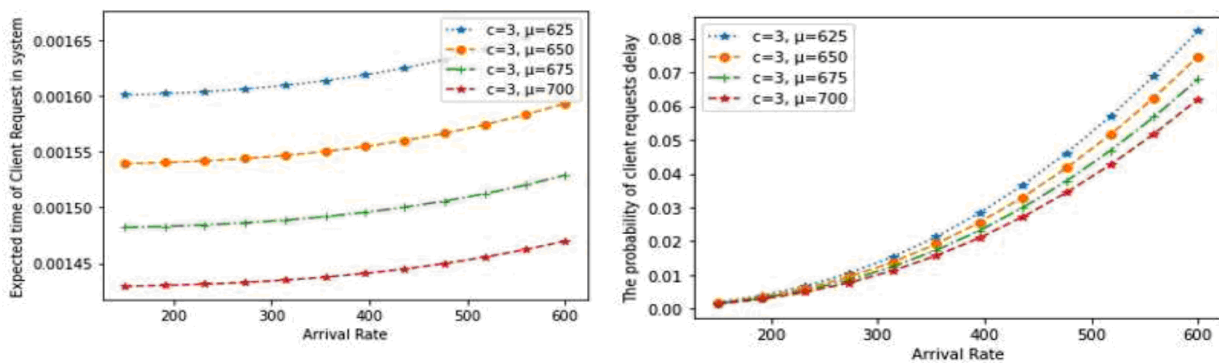 Expected time of Client Request in system
0.00165
0.00160
0.00155
0.00150
0.00145
c=3, μ=625
c=3, μ=650
c=3, μ=675
c=3, μ=700
200
300
400
500
600
Arrival Rate
The probability of client requests delay
0.08
0.07
0.06
0.05
0.04
0.03
0.02
0.01
0.00
c=3, μ=625
c=3, μ=650
c=3, μ=675
c=3, μ=700
200
300
400
500
600
Arrival Rate